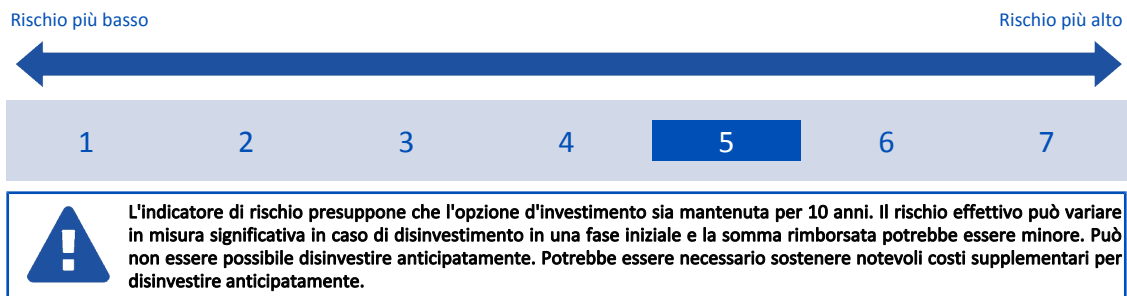 Rischio più basso Rischio più alto
1 2 3 4 5 6 7
L'indicatore di rischio presuppone che l'opzione d'investimento sia mantenuta per 10 anni. Il rischio effettivo può variare
in misura significativa in caso di disinvestimento in una fase iniziale e la somma rimborsata potrebbe essere minore. Può
non essere possibile disinvestire anticipatamente. Potrebbe essere necessario sostenere notevoli costi supplementari per
disinvestire anticipatamente.